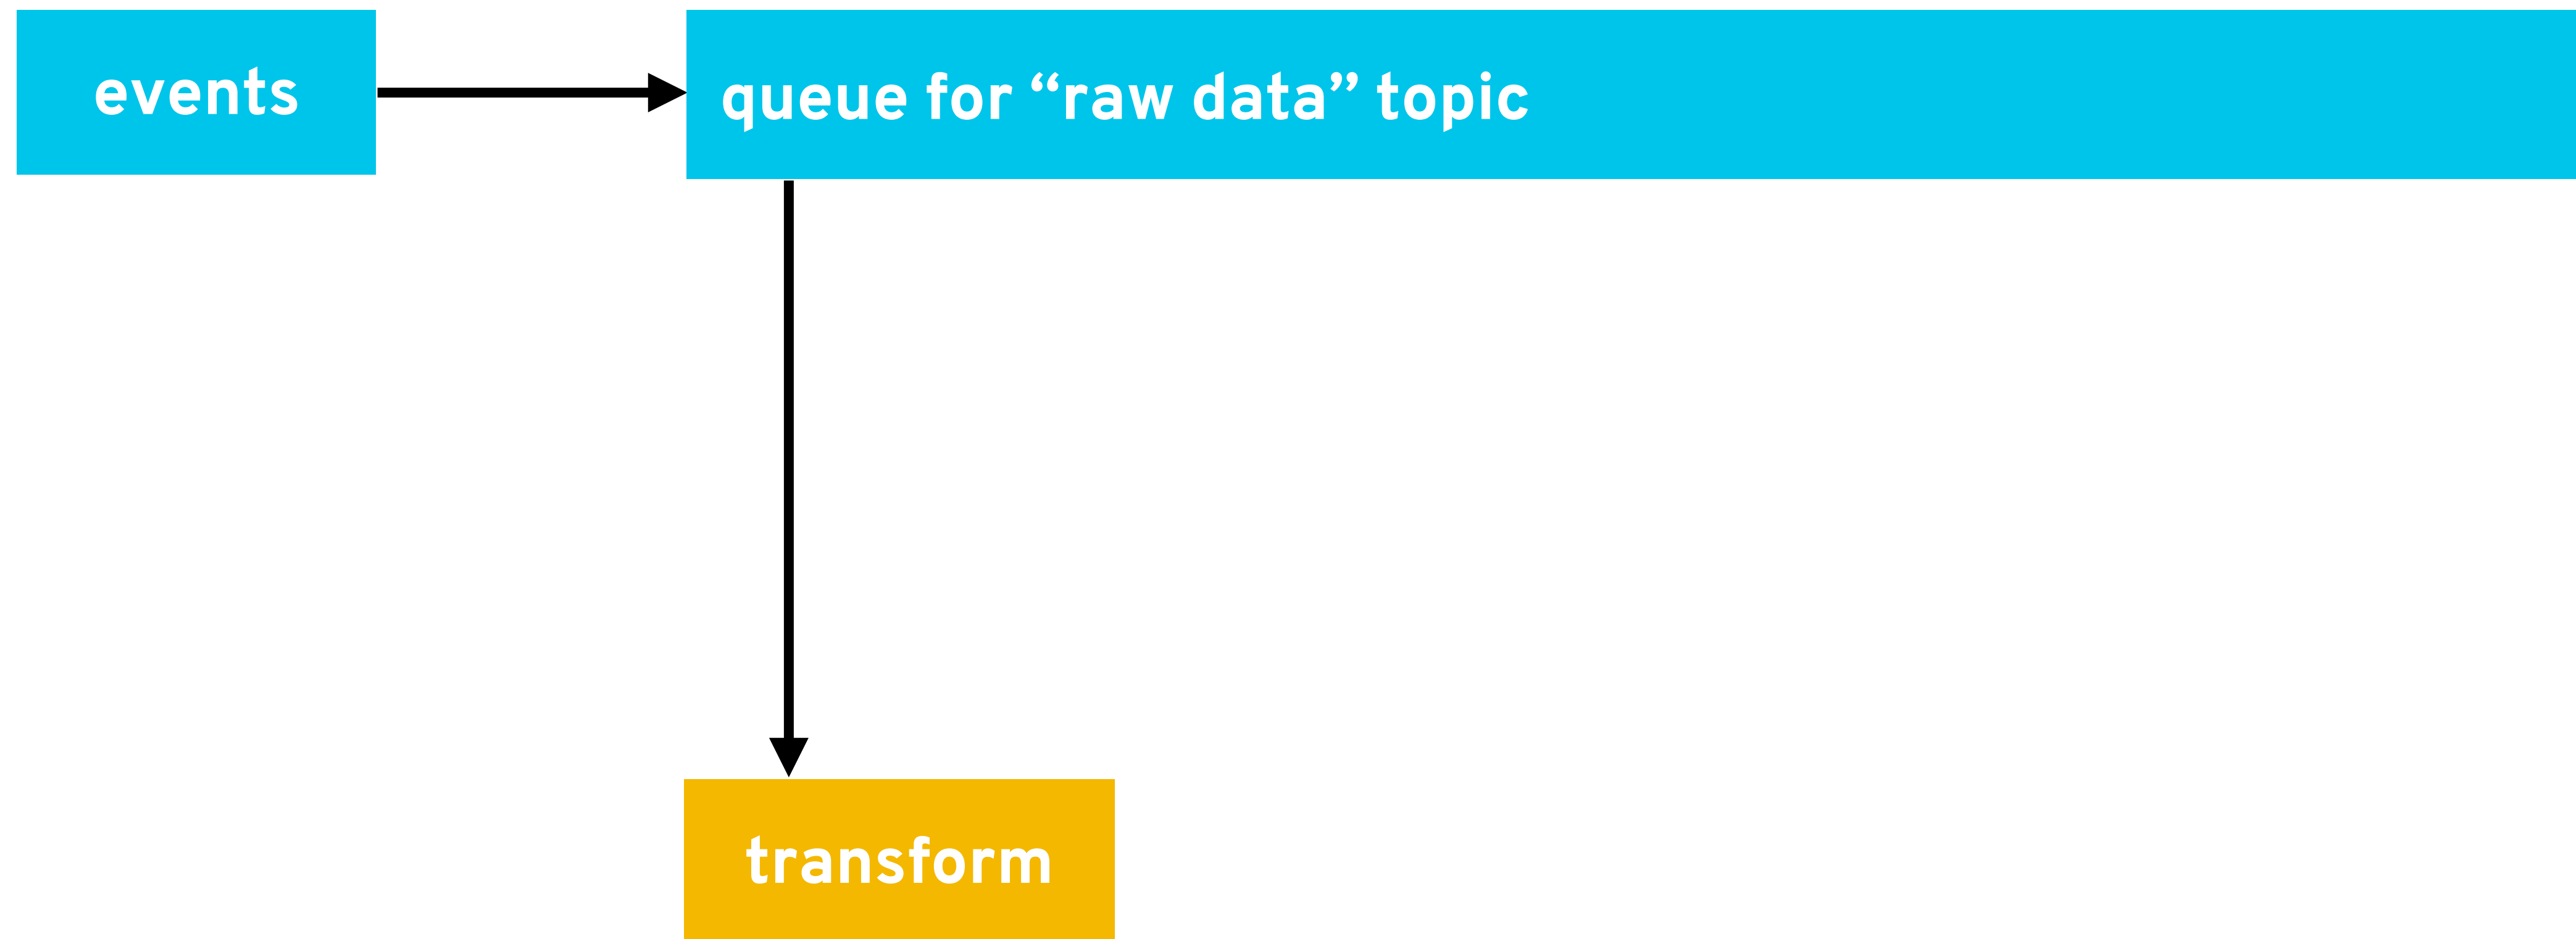 events
queue for “raw data” topic
transform